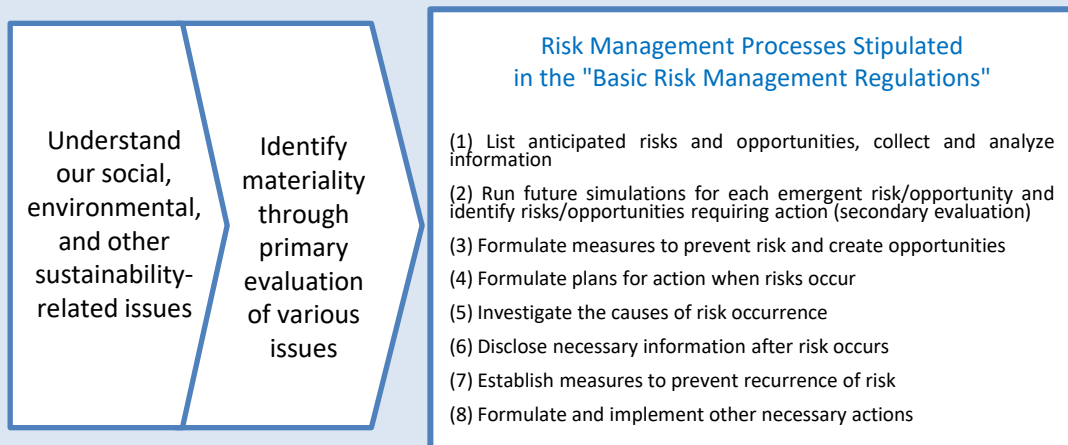 Understand
our social,
environmental,
and other
sustainability-
related issues
Identify
materiality
through
primary
evaluation
of various
issues
Risk Management Processes Stipulated
in the "Basic Risk Management Regulations"
(1) List anticipated risks and opportunities, collect and analyze
information
(2) Run future simulations for each emergent risk/opportunity and
identify risks/opportunities requiring action (secondary evaluation)
(3) Formulate measures to prevent risk and create opportunities
(4) Formulate plans for action when risks occur
(5) Investigate the causes of risk occurrence
(6) Disclose necessary information after risk occurs
(7) Establish measures to prevent recurrence of risk
(8) Formulate and implement other necessary actions